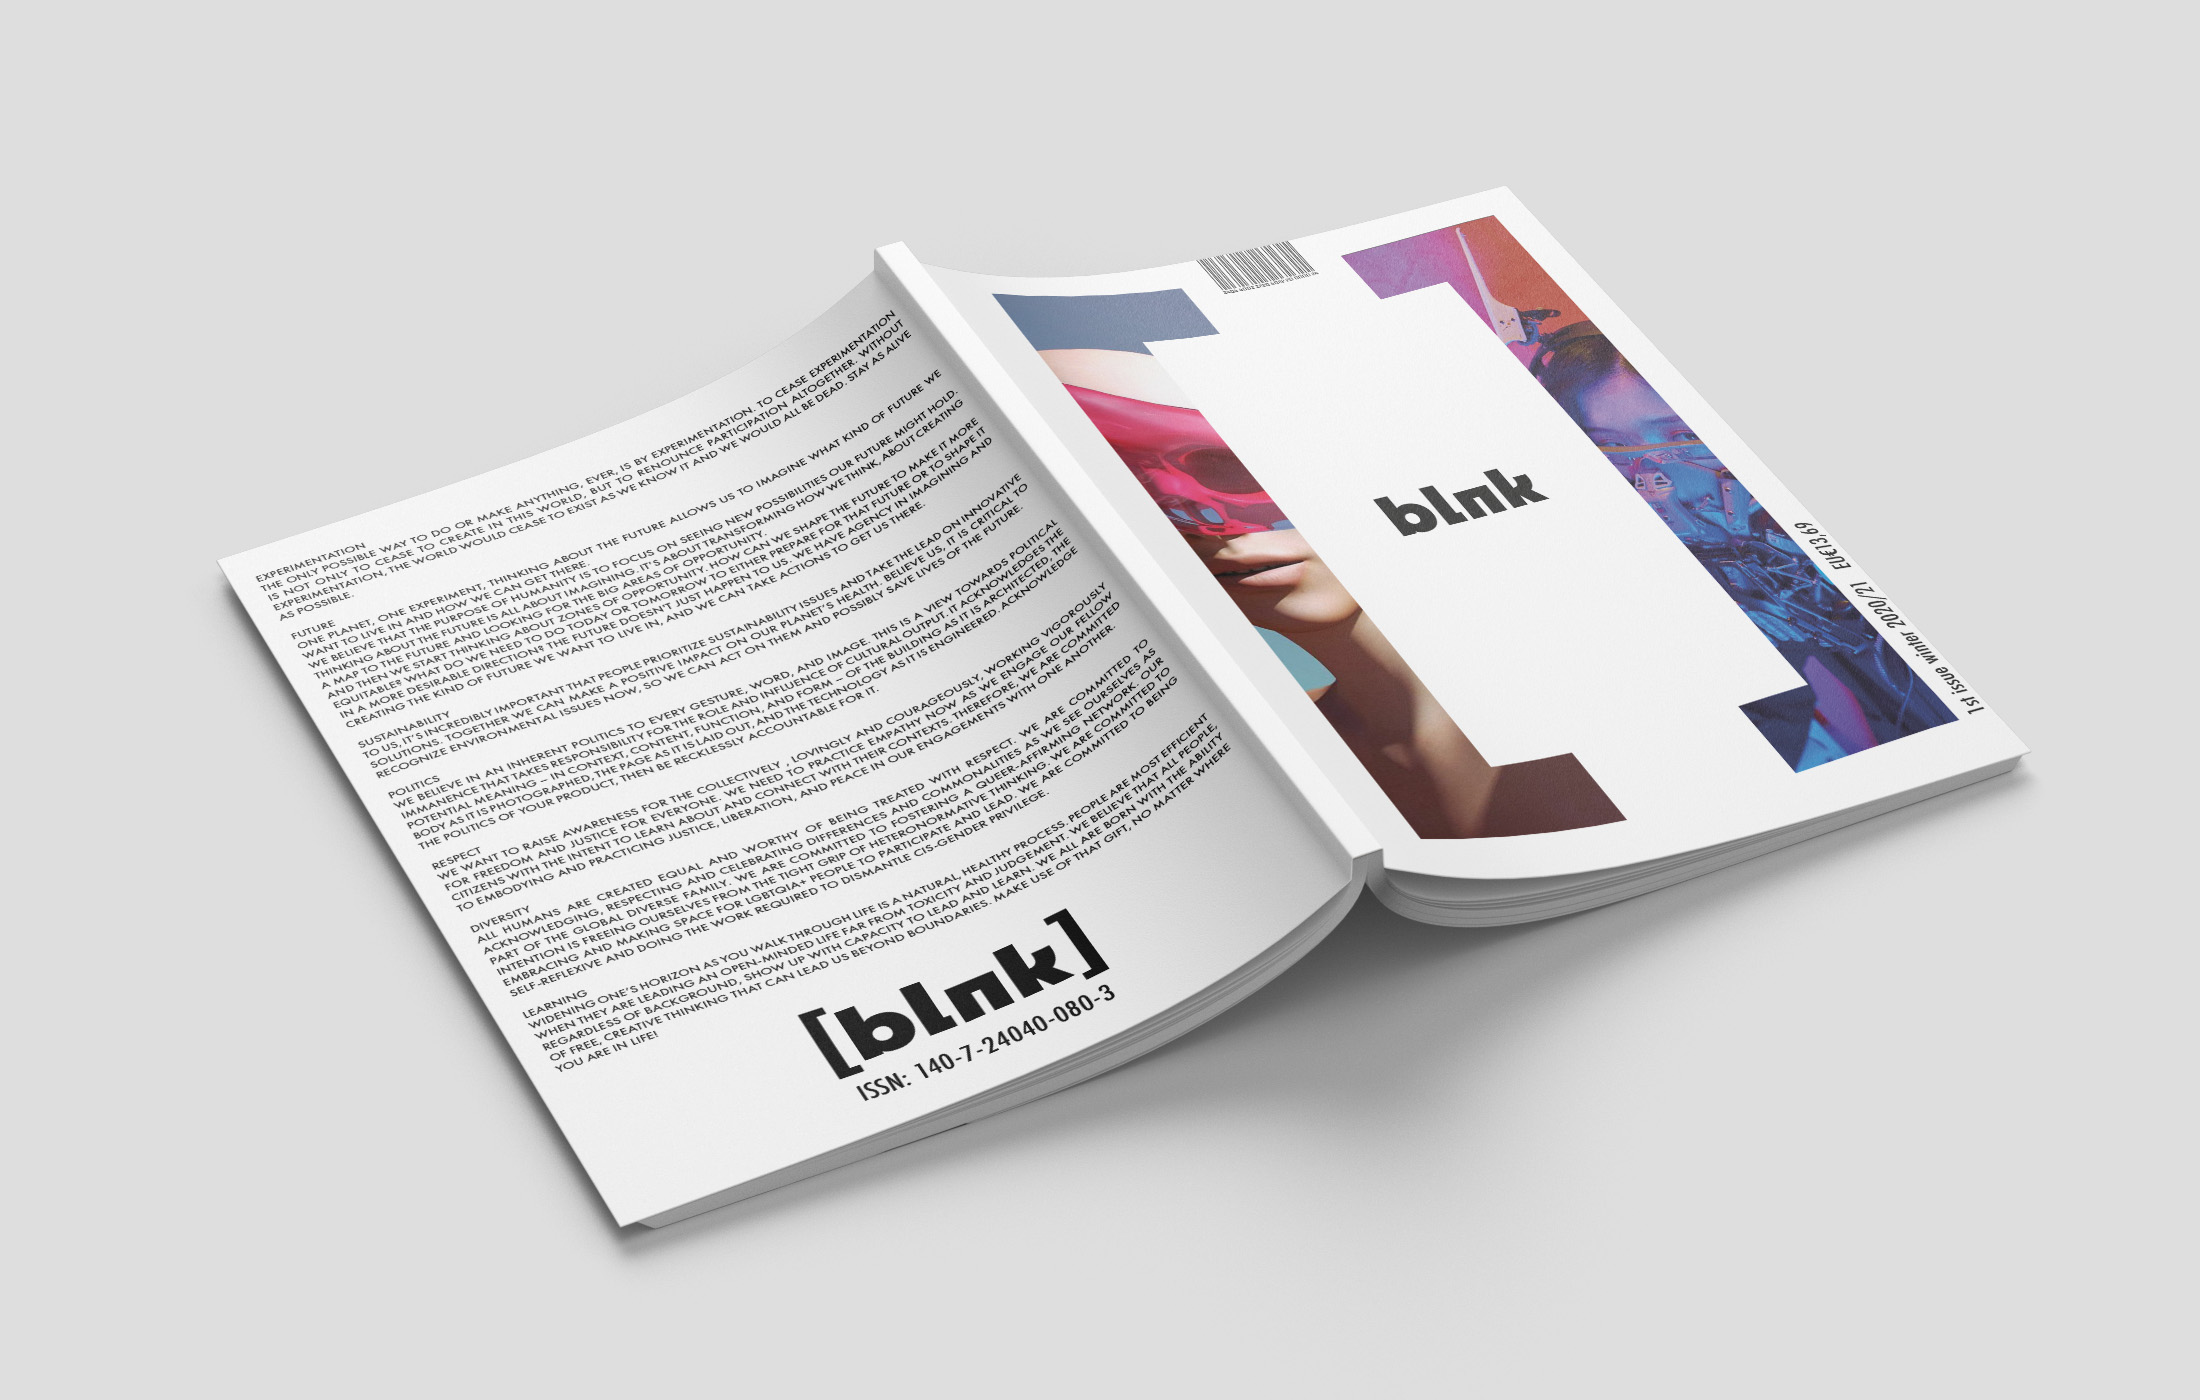 EXPERIMENTATION
THE ONLY POSSIBLE WAY TO DO OR MAKE ANYTHING, EVER, IS BY EXPERIMENTATION. TO CEASE EXPERIMENTATION
IS NOT ONLY TO CEASE TO CREATE IN THIS WORLD, BUT TO RENOUNCE PARTICIPATION ALTOGETHER. WITHOUT
EXPERIMENTATION, THE WORLD WOULD CEASE TO EXIST AS WE KNOW IT AND WE WOULD ALL BE DEAD. STAY AS ALIVE
AS POSSIBLE.
FUTURE
ONE PLANET, ONE EXPERIMENT, THINKING ABOUT THE FUTURE ALLOWS US TO IMAGINE WHAT KIND OF FUTURE WE
WANT TO LIVE IN AND HOW WE CAN GET THERE.
WE BELIEVE THAT THE PURPOSE OF HUMANITY IS TO FOCUS ON SEEING NEW POSSIBILITIES OUR FUTURE MIGHT HOLD.
THINKING ABOUT THE FUTURE IS ALL ABOUT IMAGINING. IT'S ABOUT TRANSFORMING HOW WE THINK, ABOUT CREATING
A MAP TO THE FUTURE AND LOOKING FOR THE BIG AREAS OF OPPORTUNITY.
AND THEN WE START THINKING ABOUT ZONES OF OPPORTUNITY. HOW CAN WE SHAPE THE FUTURE TO MAKE IT MORE
EQUITABLE? WHAT DO WE NEED TO DO TODAY OR TOMORROW TO EITHER PREPARE FOR THAT FUTURE OR TO SHAPE IT
IN A MORE DESIRABLE DIRECTION? THE FUTURE DOESN'T JUST HAPPEN TO US. WE HAVE AGENCY IN IMAGINING AND
CREATING THE KIND OF FUTURE WE WANT TO LIVE IN, AND WE CAN TAKE ACTIONS TO GET US THERE.
SUSTAINABILITY
TO US, IT'S INCREDIBLY IMPORTANT THAT PEOPLE PRIORITIZE SUSTAINABILITY ISSUES AND TAKE THE LEAD ON INNOVATIVE
SOLUTIONS. TOGETHER WE CAN MAKE A POSITIVE IMPACT ON OUR PLANET'S HEALTH. BELIEVE US, IT IS CRITICAL TO
RECOGNIZE ENVIRONMENTAL ISSUES NOW, SO WE CAN ACT ON THEM AND POSSIBLY SAVE LIVES OF THE FUTURE.
POLITICS
WE BELIEVE IN AN INHERENT POLITICS TO EVERY GESTURE, WORD, AND IMAGE. THIS IS A VIEW TOWARDS POLITICAL
IMMANENCE THAT TAKES RESPONSIBILITY FOR THE ROLE AND INFLUENCE OF CULTURAL OUTPUT. IT ACKNOWLEDGES THE
POTENTIAL MEANING – IN CONTEXT, CONTENT, FUNCTION, AND FORM – OF THE BUILDING AS IT IS ARCHITECTED, THE
BODY AS IT IS PHOTOGRAPHED, THE PAGE AS IT IS LAID OUT, AND THE TECHNOLOGY AS IT IS ENGINEERED. ACKNOWLEDGE
THE POLITICS OF YOUR PRODUCT, THEN BE RECKLESSLY ACCOUNTABLE FOR IT.
RESPECT
WE WANT TO RAISE AWARENESS FOR THE COLLECTIVELY , LOVINGLY AND COURAGEOUSLY, WORKING VIGOROUSLY
FOR FREEDOM AND JUSTICE FOR EVERYONE. WE NEED TO PRACTICE EMPATHY NOW AS WE ENGAGE OUR FELLOW
CITIZENS WITH THE INTENT TO LEARN ABOUT AND CONNECT WITH THEIR CONTEXTS. THEREFORE, WE ARE COMMITTED
TO EMBODYING AND PRACTICING JUSTICE, LIBERATION, AND PEACE IN OUR ENGAGEMENTS WITH ONE ANOTHER.
DIVERSITY
ALL HUMANS ARE CREATED EQUAL AND WORTHY OF BEING TREATED WITH RESPECT. WE ARE COMMITTED TO
ACKNOWLEDGING, RESPECTING AND CELEBRATING DIFFERENCES AND COMMONALITIES AS WE SEE OURSELVES AS
PART OF THE GLOBAL DIVERSE FAMILY. WE ARE COMMITTED TO FOSTERING A QUEER-AFFIRMING NETWORK. OUR
INTENTION IS FREEING OURSELVES FROM THE TIGHT GRIP OF HETERONORMATIVE THINKING. WE ARE COMMITTED TO
EMBRACING AND MAKING SPACE FOR LGBTQIA+ PEOPLE TO PARTICIPATE AND LEAD. WE ARE COMMITTED TO BEING
SELF-REFLEXIVE AND DOING THE WORK REQUIRED TO DISMANTLE CIS-GENDER PRIVILEGE.
LEARNING
WIDENING ONE'S HORIZON AS YOU WALK THROUGH LIFE IS A NATURAL, HEALTHY PROCESS. PEOPLE ARE MOST EFFICIENT
WHEN THEY ARE LEADING AN OPEN-MINDED LIFE FAR FROM TOXICITY AND JUDGEMENT. WE BELIEVE THAT ALL PEOPLE,
REGARDLESS OF BACKGROUND, SHOW UP WITH CAPACITY TO LEAD AND LEARN. WE ALL ARE BORN WITH THE ABILITY
OF FREE, CREATIVE THINKING THAT CAN LEAD US BEYOND BOUNDARIES. MAKE USE OF THAT GIFT, NO MATTER WHERE
YOU ARE IN LIFE!
[blnk]
ISSN: 140-7-24040-080-3
blnk
1st issue winter 2020/21 EU€13,69